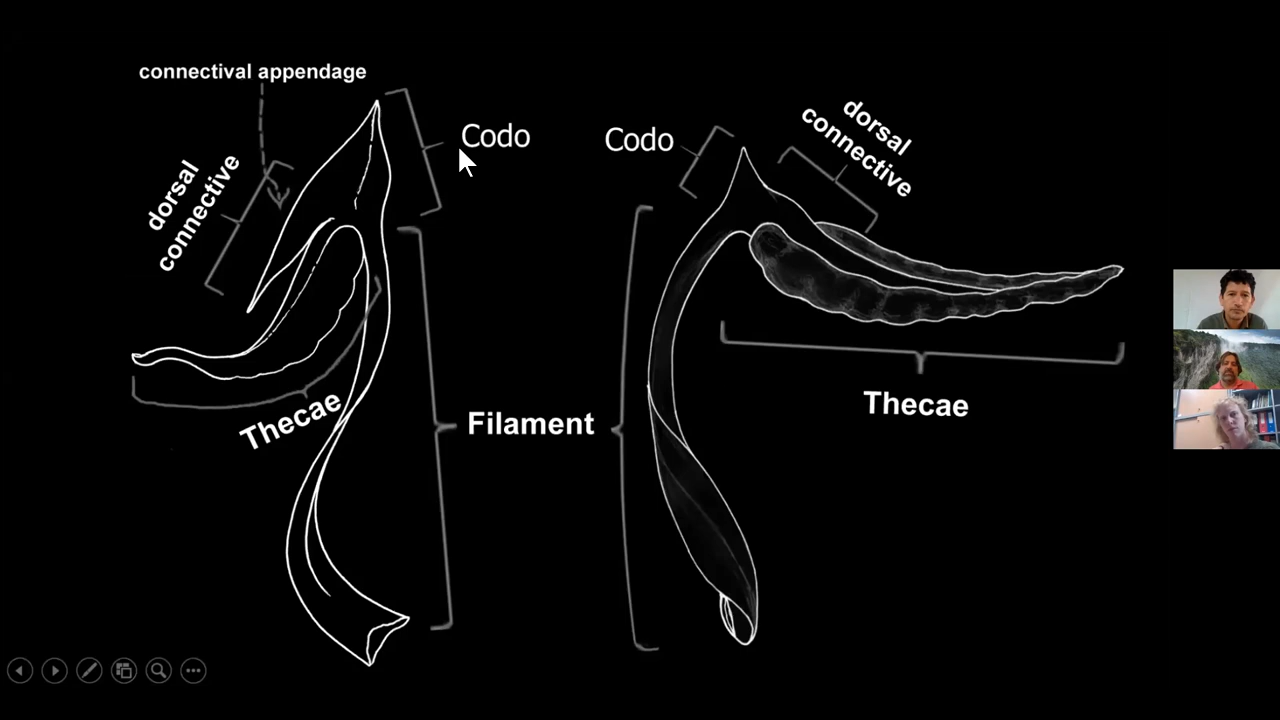 connectival appendage
Codo
Codo
dorsal
connective
dorsal
connective
Thecae
Filament
Thecae